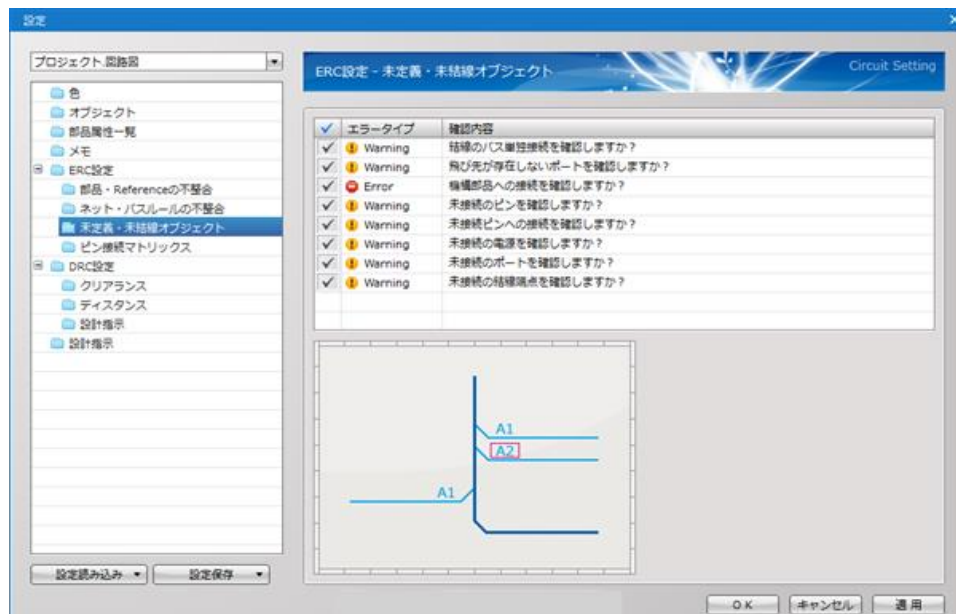 設定
プロジェクト.回路図
色
オブジェクト
部品属性一覧
メモ
ERC設定
部品・Referenceの不整合
ネット・バスルールの不整合
未定義・未結線オブジェクト
ピン接続マトリックス
DRC設定
クリアランス
ディスタンス
設計指示
設計指示
設定読み込み
設定保存
ERC設定 - 未定義・未結線オブジェクト
Circuit Setting
エラータイプ 確認内容
Warning 結線のバス単独接続を確認しますか？
Warning 飛び先が存在しないポートを確認しますか？
Error 機構部品への接続を確認しますか？
Warning 未接続のピンを確認しますか？
Warning 未接続ピンへの接続を確認しますか？
Warning 未接続の電源を確認しますか？
Warning 未接続のポートを確認しますか？
Warning 未接続の結線端点を確認しますか？
A1
A2
A1
OK キャンセル 適用